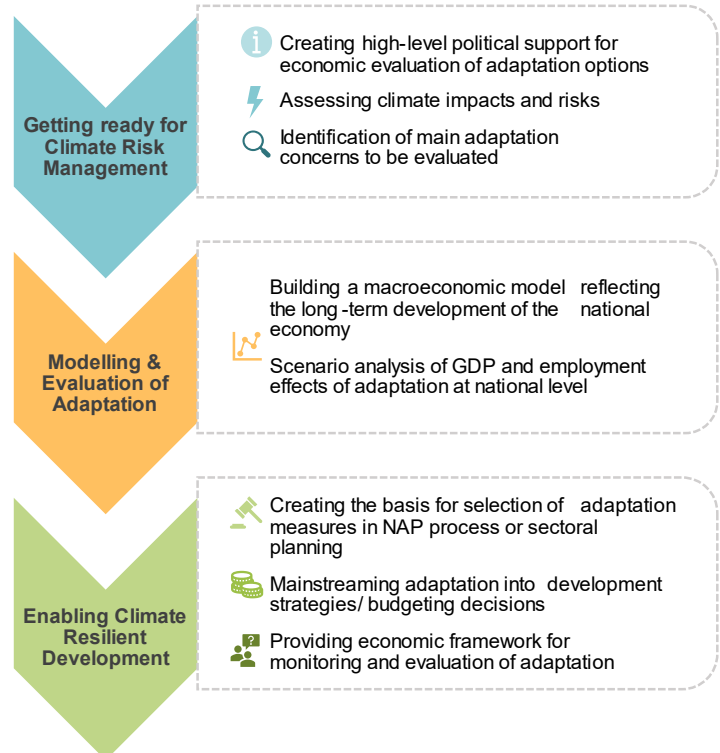 Getting ready for
Climate Risk
Management
Creating high-level political support for
economic evaluation of adaptation options
Assessing climate impacts and risks
Identification of main adaptation
concerns to be evaluated
Modelling &
Evaluation of
Adaptation
Building a macroeconomic model reflecting
the long -term development of the national
economy
Scenario analysis of GDP and employment
effects of adaptation at national level
Enabling Climate
Resilient
Development
Creating the basis for selection of adaptation
measures in NAP process or sectoral
planning
Mainstreaming adaptation into development
strategies/ budgeting decisions
Providing economic framework for
monitoring and evaluation of adaptation